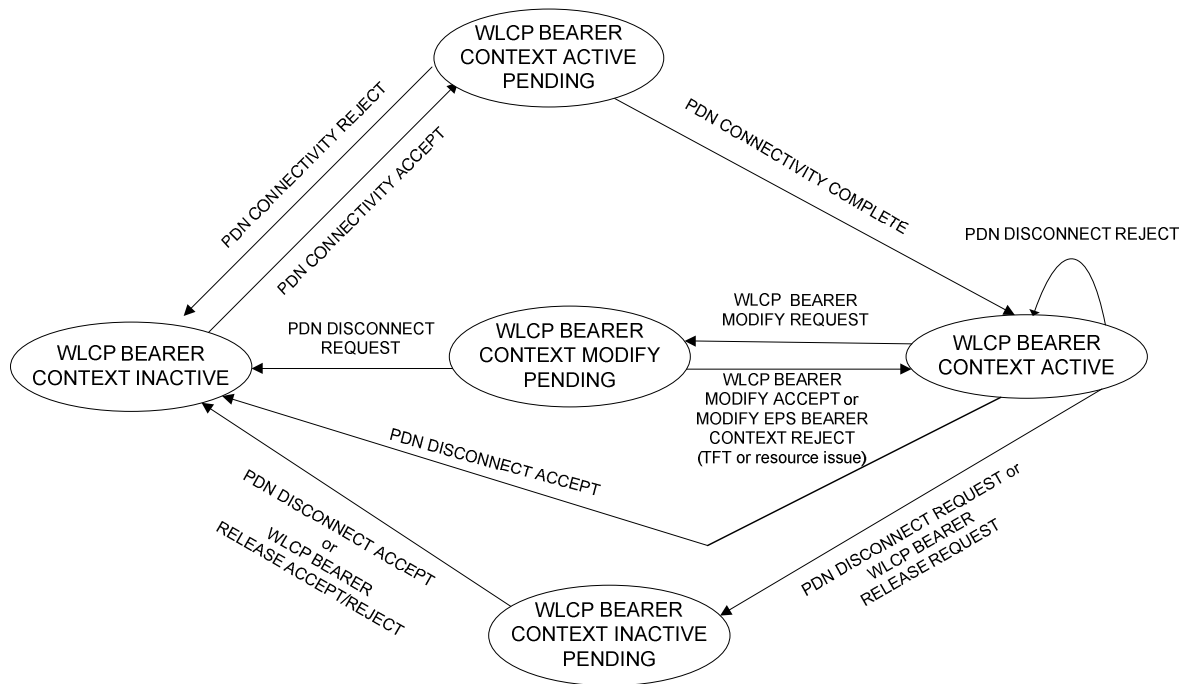 WLCP BEARER
CONTEXT ACTIVE
PENDING
PDN CONNECTIVITY REJECT
PDN CONNECTIVITY ACCEPT
PDN CONNECTIVITY COMPLETE
PDN DISCONNECT REJECT
WLCP BEARER
CONTEXT INACTIVE
PDN DISCONNECT
REQUEST
WLCP BEARER
CONTEXT MODIFY
PENDING
WLCP BEARER
MODIFY REQUEST
WLCP BEARER
CONTEXT ACTIVE
WLCP BEARER
MODIFY ACCEPT or
MODIFY EPS BEARER
CONTEXT REJECT
(TFT or resource issue)
PDN DISCONNECT ACCEPT
PDN DISCONNECT ACCEPT
or
WLCP BEARER
RELEASE ACCEPT/REJECT
PDN DISCONNECT REQUEST or
WLCP BEARER
RELEASE REQUEST
WLCP BEARER
CONTEXT INACTIVE
PENDING